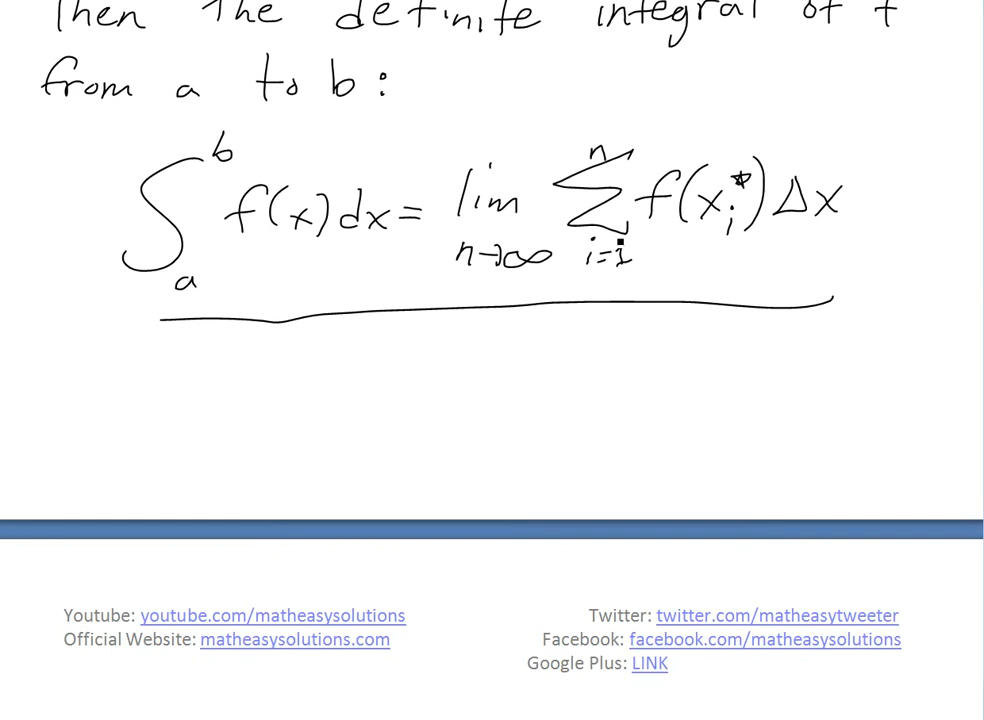 Then the definite integral of f
from a to b:
∫_a^b f(x)dx = lim_{n→∞} ∑_{i=1}^n f(x_i^*) Δx
Youtube: youtube.com/matheasysolutions
Official Website: matheasysolutions.com
Twitter: twitter.com/matheasytweeter
Facebook: facebook.com/matheasysolutions
Google Plus: LINK